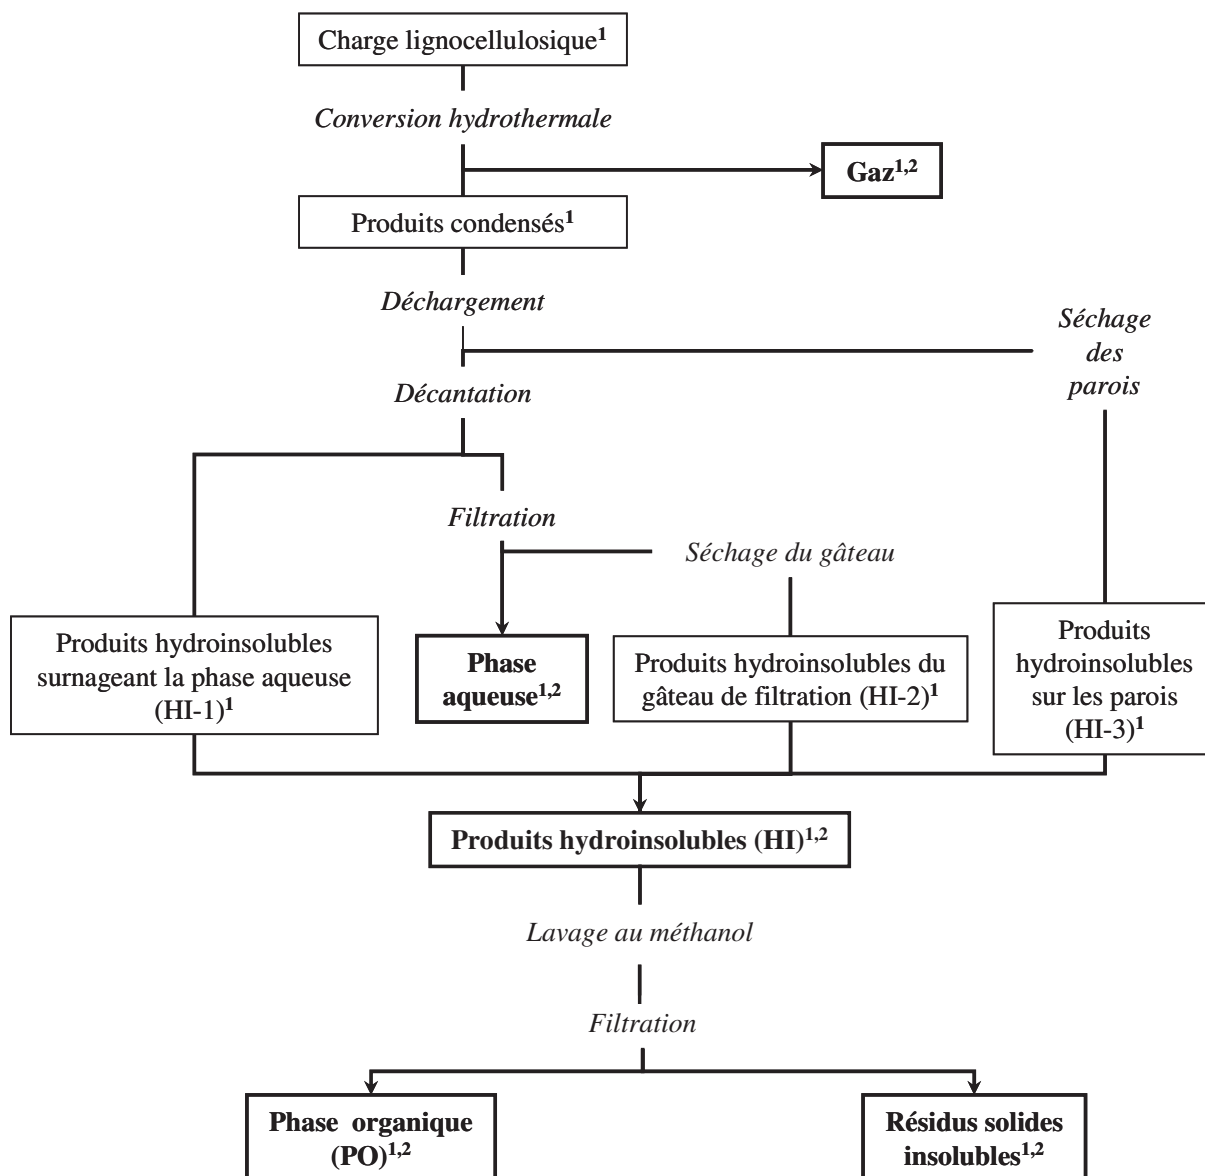 Charge lignocellulosique¹
Conversion hydrothermale
Gaz¹,²
Produits condensés¹
Déchargement
Séchage
des
parois
Décantation
Filtration
Séchage du gâteau
Produits hydroinsolubles
surnageant la phase aqueuse
(HI-1)¹
Phase
aqueuse¹,²
Produits hydroinsolubles du
gâteau de filtration (HI-2)¹
Produits
hydroinsolubles
sur les parois
(HI-3)¹
Produits hydroinsolubles (HI)¹,²
Lavage au méthanol
Filtration
Phase organique
(PO)¹,²
Résidus solides
insolubles¹,²